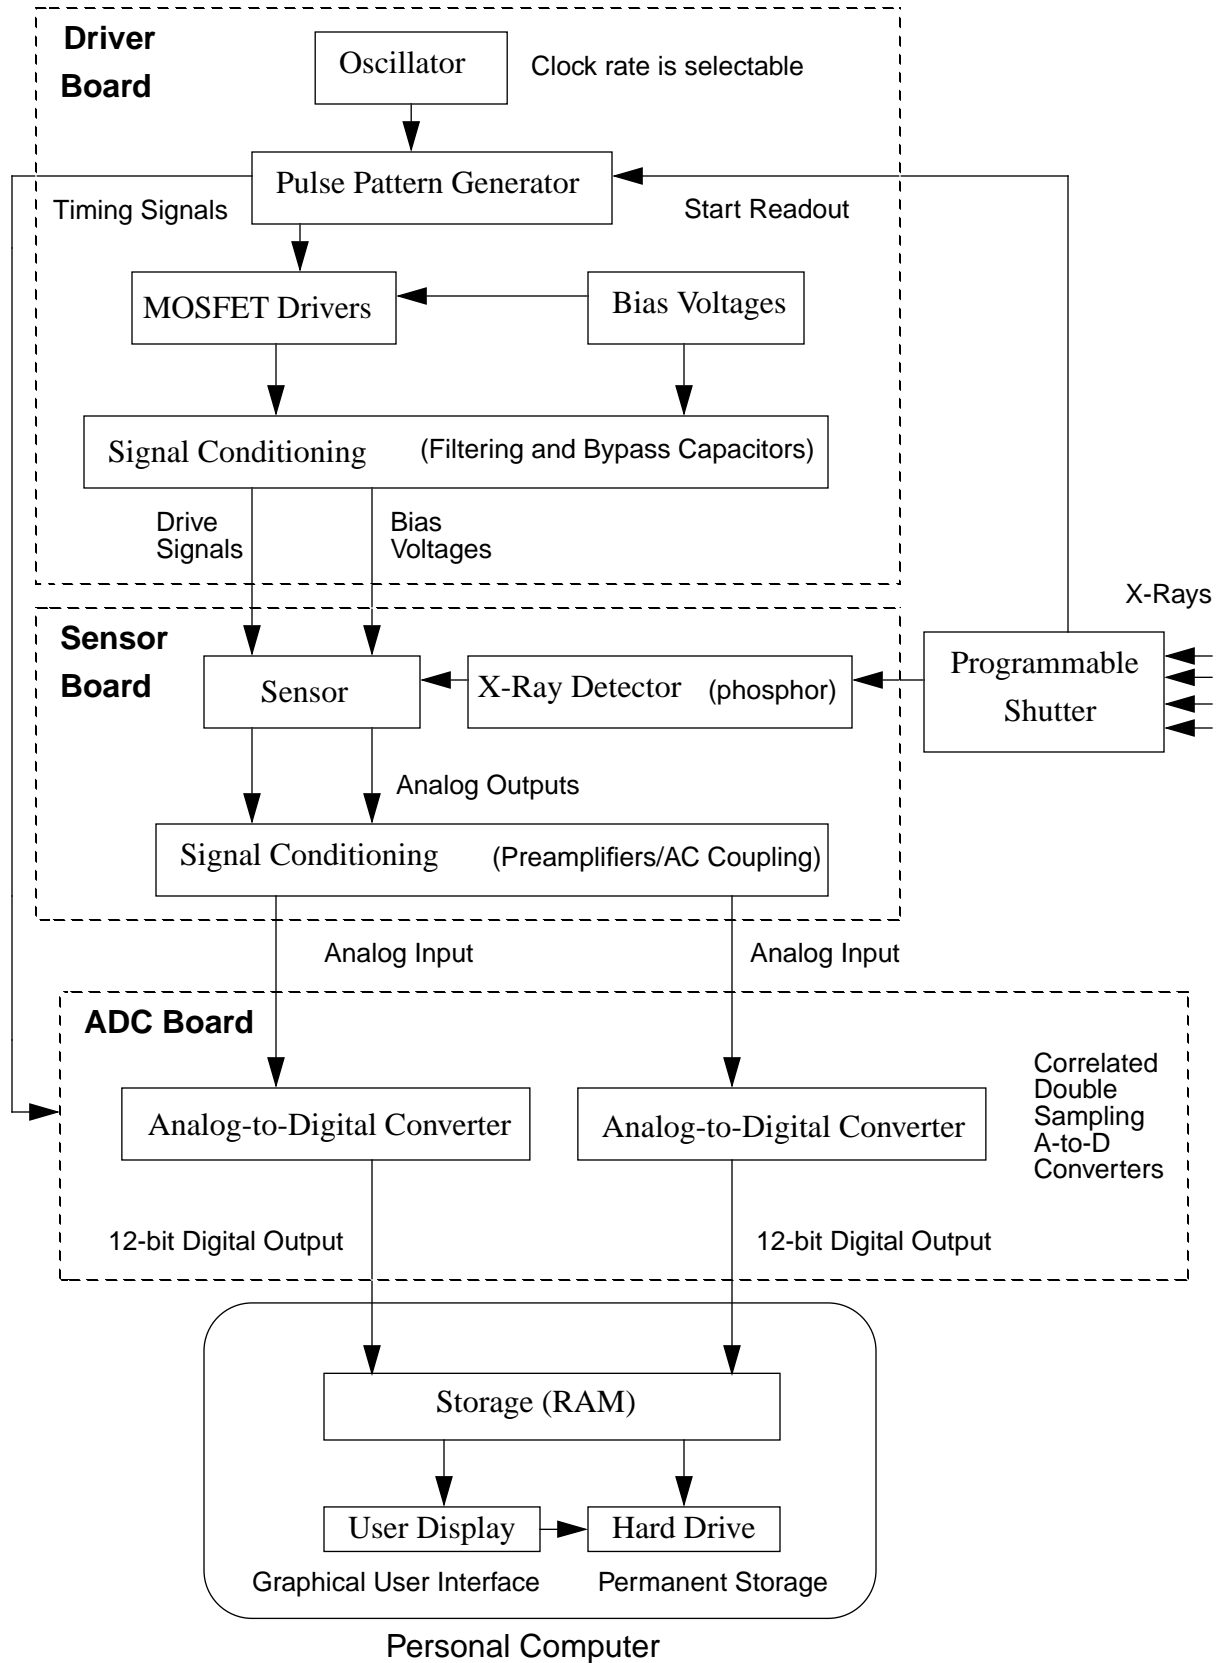 Driver
Board
Oscillator
Clock rate is selectable
Pulse Pattern Generator
Timing Signals
Start Readout
MOSFET Drivers
Bias Voltages
Signal Conditioning (Filtering and Bypass Capacitors)
Drive
Signals
Bias
Voltages
X-Rays
Sensor
Board
Sensor
X-Ray Detector (phosphor)
Programmable
Shutter
Analog Outputs
Signal Conditioning (Preamplifiers/AC Coupling)
Analog Input
Analog Input
ADC Board
Correlated
Double
Sampling
A-to-D
Converters
Analog-to-Digital Converter
Analog-to-Digital Converter
12-bit Digital Output
12-bit Digital Output
Storage (RAM)
User Display
Hard Drive
Graphical User Interface
Permanent Storage
Personal Computer